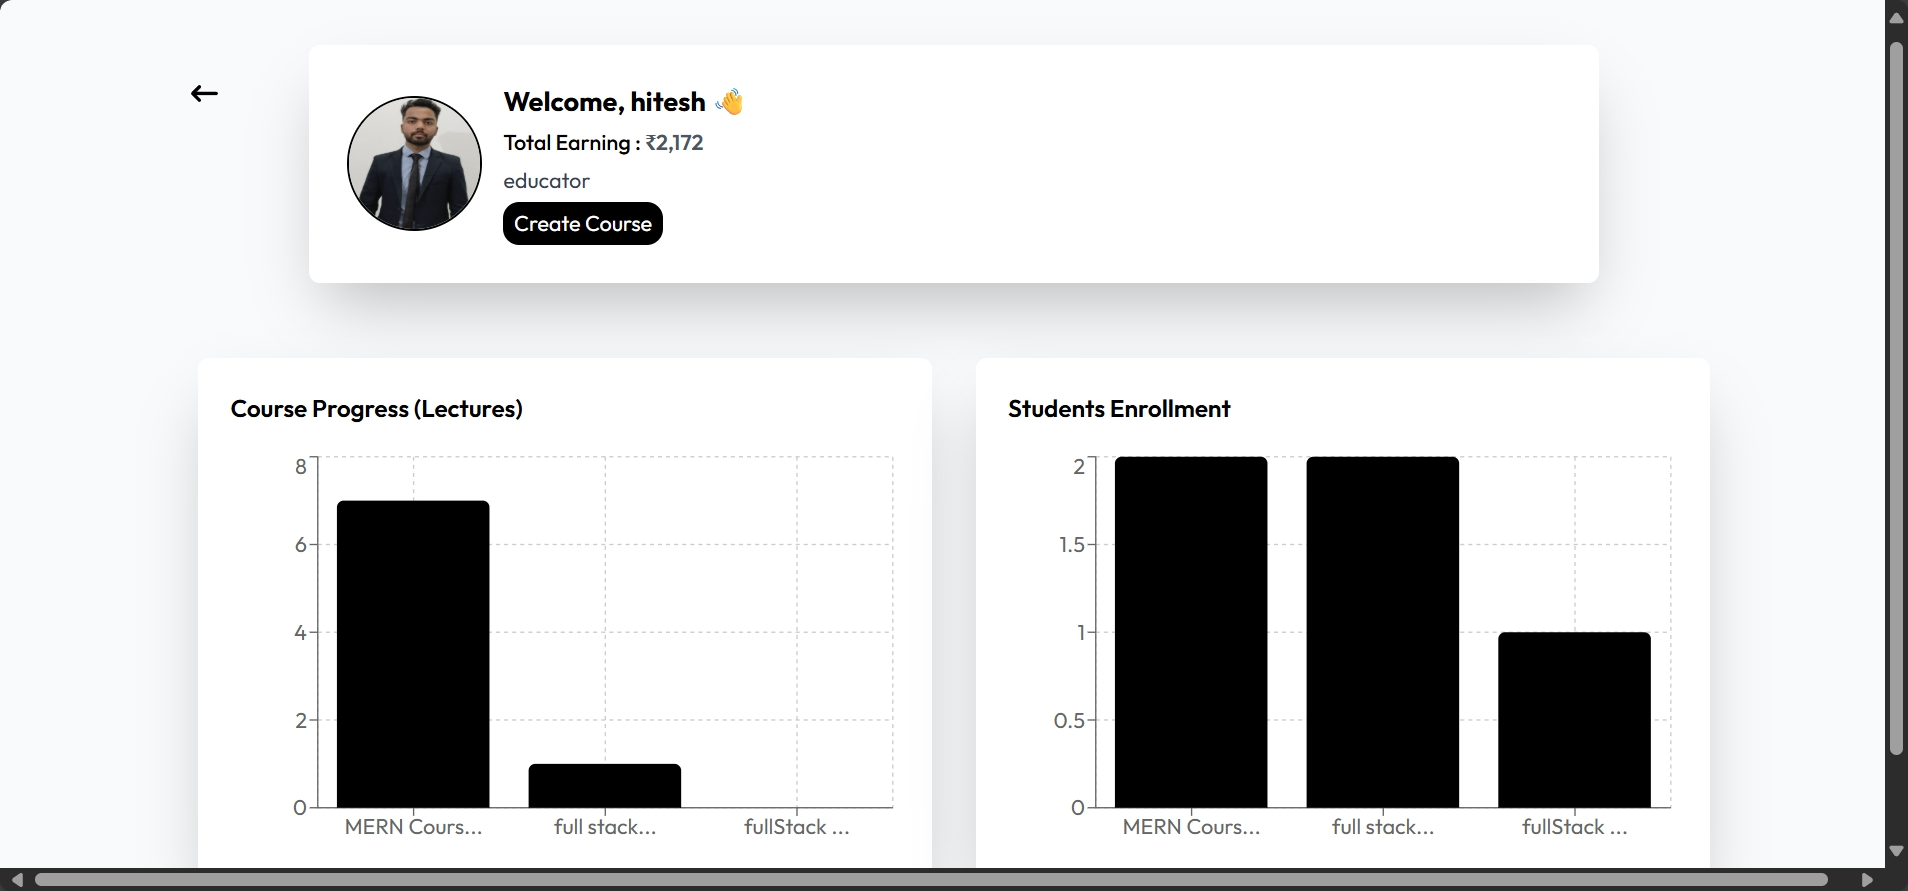 Welcome, hitesh 👋
Total Earning : ₹2,172
educator
Create Course
Course Progress (Lectures)
8
6
4
2
0
MERN Cours...
full stack...
fullStack ...
Students Enrollment
2
1.5
1
0.5
0
MERN Cours...
full stack...
fullStack ...